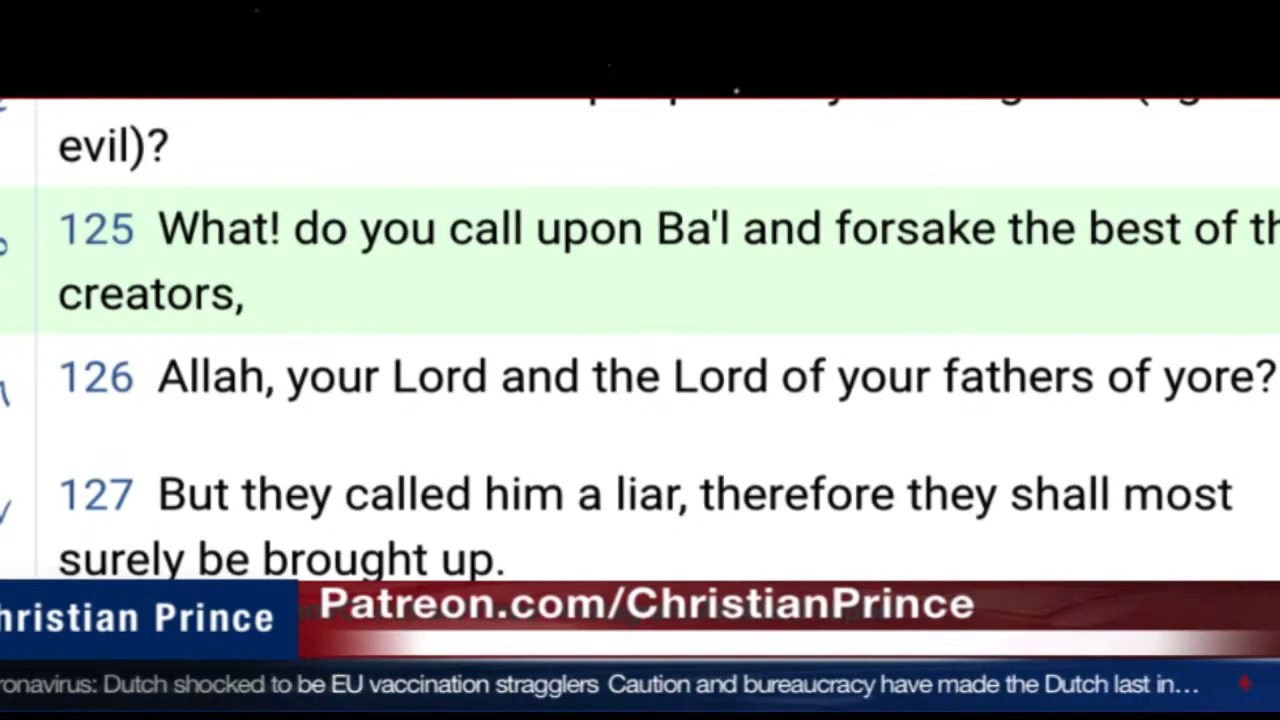 evil)?
125 What! do you call upon Ba'l and forsake the best of th
creators,
126 Allah, your Lord and the Lord of your fathers of yore?
127 But they called him a liar, therefore they shall most
surely be brought up.
hristian Prince
Patreon.com/ChristianPrince
ronavirus: Dutch shocked to be EU vaccination stragglers Caution and bureaucracy have made the Dutch last in...